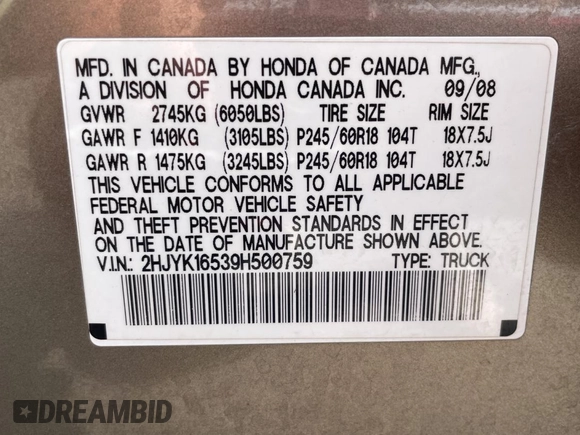 MFD. IN CANADA BY HONDA OF CANADA MFG.,
A DIVISION OF HONDA CANADA INC. 09/08
GVWR 2745KG (6050LBS) TIRE SIZE RIM SIZE
GAWR F 1410KG (3105LBS) P245/60R18 104T 18X7.5J
GAWR R 1475KG (3245LBS) P245/60R18 104T 18X7.5J
THIS VEHICLE CONFORMS TO ALL APPLICABLE
FEDERAL MOTOR VEHICLE SAFETY
AND THEFT PREVENTION STANDARDS IN EFFECT
ON THE DATE OF MANUFACTURE SHOWN ABOVE.
V.I.N.: 2HJYK16539H500759 TYPE: TRUCK
DREAMBID